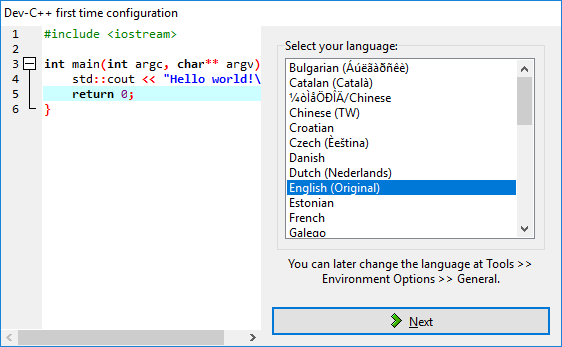 Dev-C++ first time configuration
1 #include <iostream>
2
3 int main(int argc, char** argv)
4 std::cout << "Hello world!\
5 return 0;
6 }
Select your language:
Bulgarian (Áúëãàðñêè)
Catalan (Català)
¼òÌåÖÐÎÄ/Chinese
Chinese (TW)
Croatian
Czech (Èeština)
Danish
Dutch (Nederlands)
English (Original)
Estonian
French
Galego
You can later change the language at Tools >>
Environment Options >> General.
Next